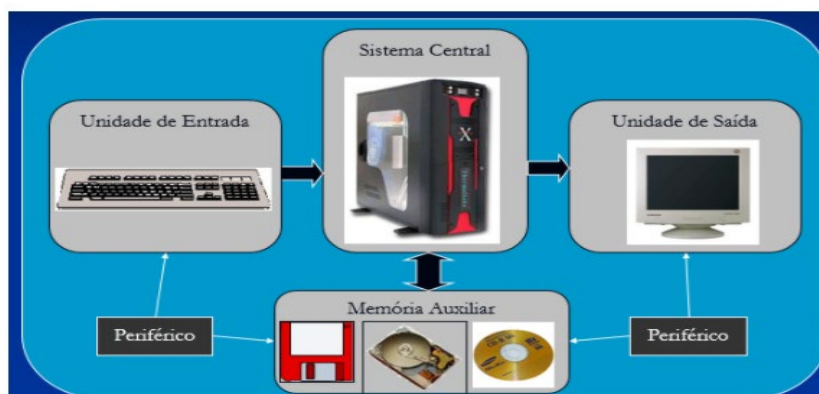 Sistema Central
Unidade de Entrada
Unidade de Saída
X
Memória Auxiliar
Periférico
Periférico